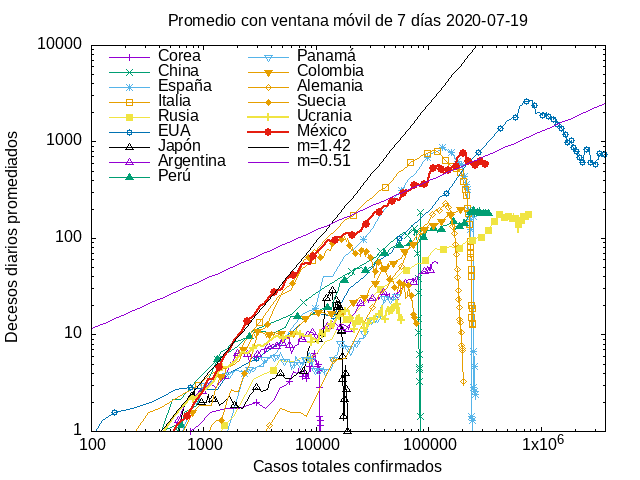 Promedio con ventana móvil de 7 días 2020-07-19
Decesos diarios promediados
10000
1000
100
10
1
Corea
China
España
Italia
Rusia
EUA
Japón
Argentina
Perú
Panamá
Colombia
Alemania
Suecia
Ucrania
México
m=1.42
m=0.51
100
1000
10000
100000
1x10⁶
Casos totales confirmados